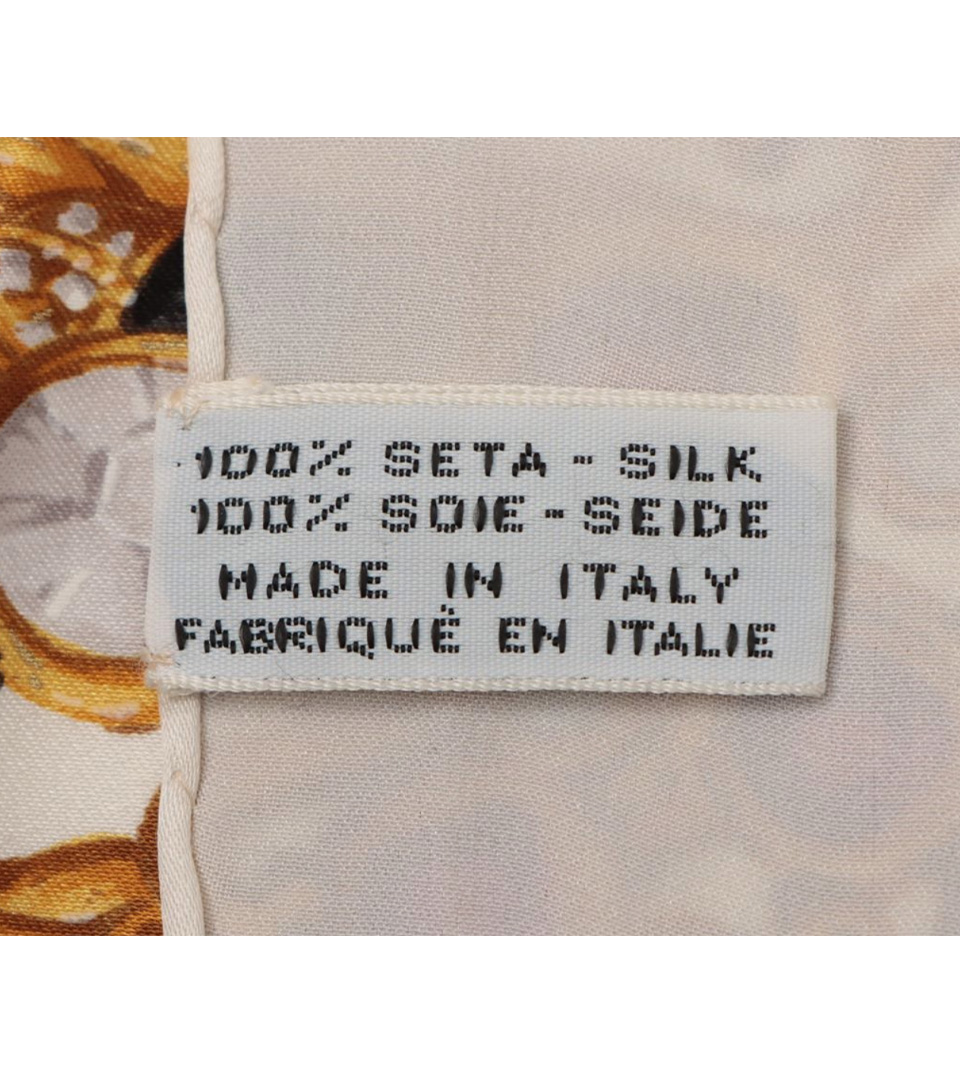 100% SETA - SILK
100% SOIE - SEIDE
MADE IN ITALY
FABRIQUÉ EN ITALIE